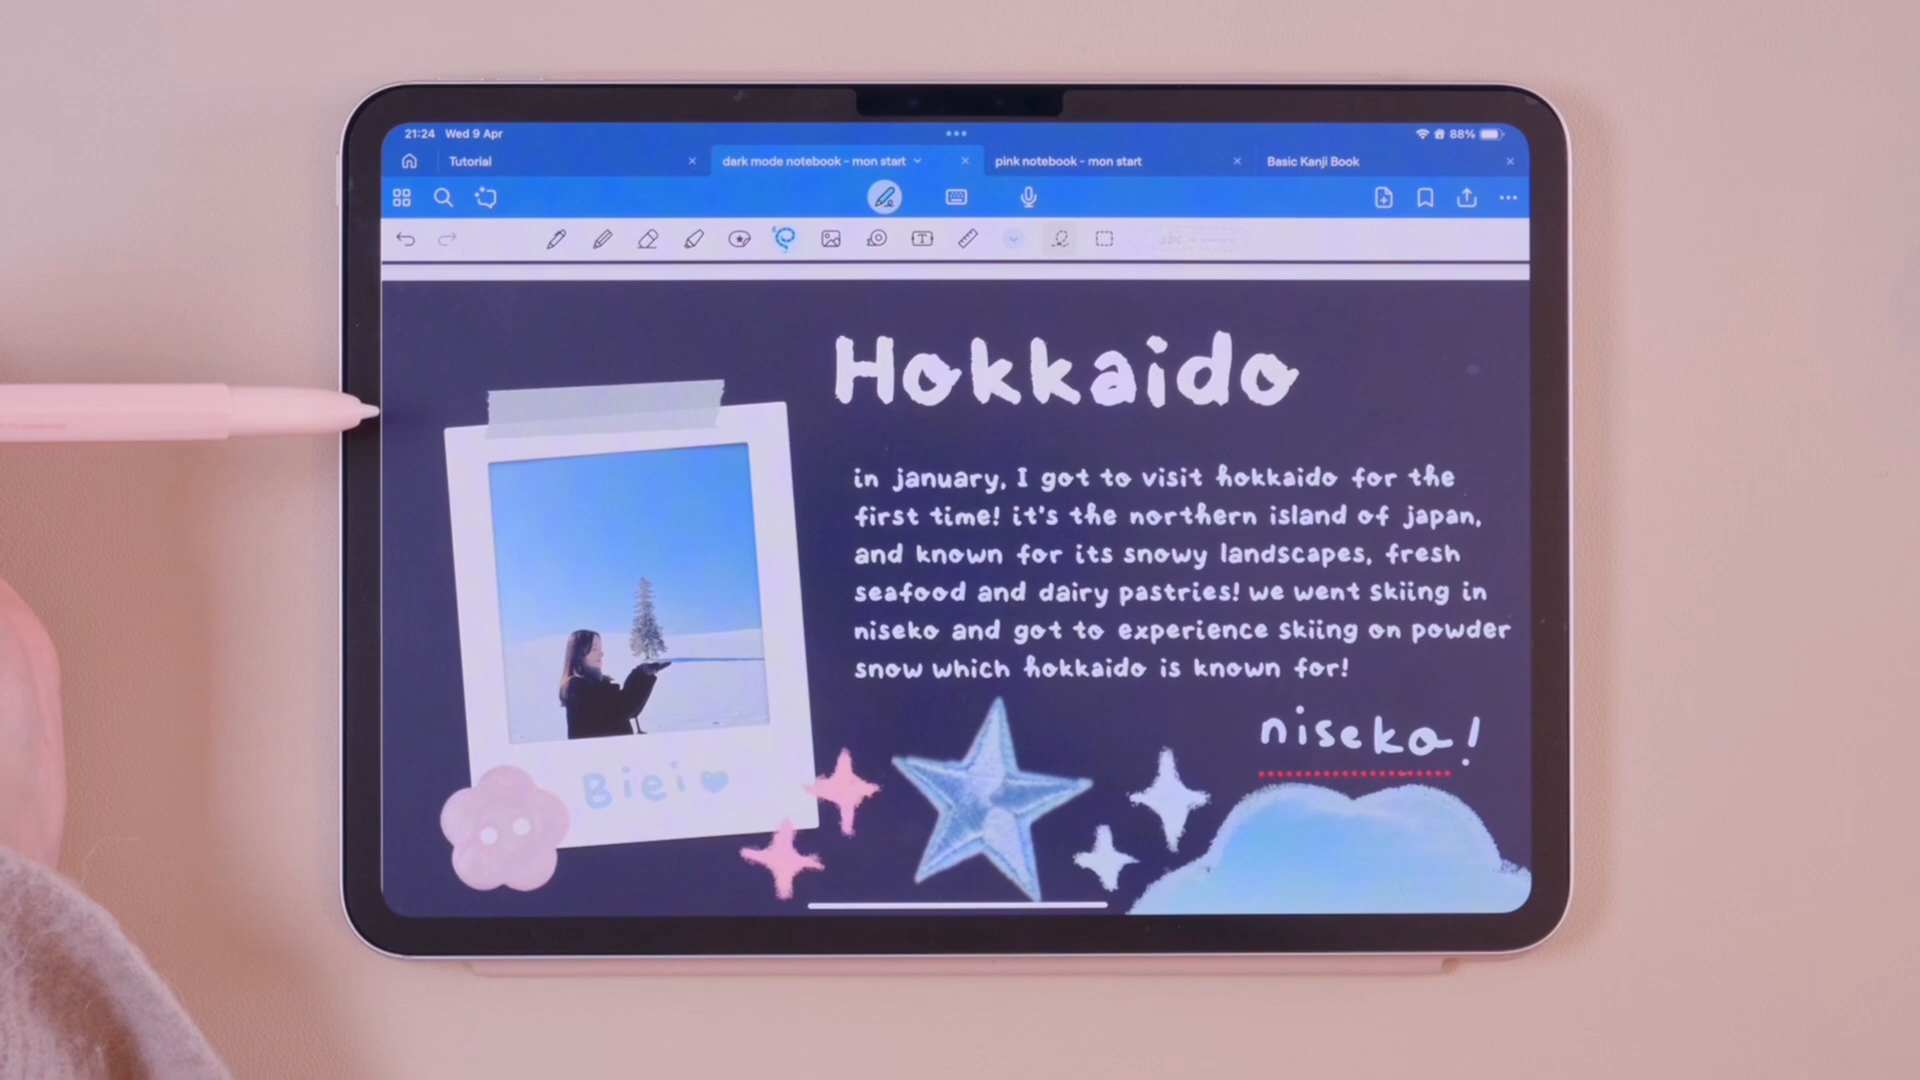 21:24 Wed 9 Apr
88%
Tutorial
dark mode notebook - mon start
pink notebook - mon start
Basic Kanji Book
abc
Hokkaido
in january, I got to visit hokkaido for the
first time! it's the northern island of japan,
and known for its snowy landscapes, fresh
seafood and dairy pastries! we went skiing in
niseko and got to experience skiing on powder
snow which hokkaido is known for!
niseko!
Biei